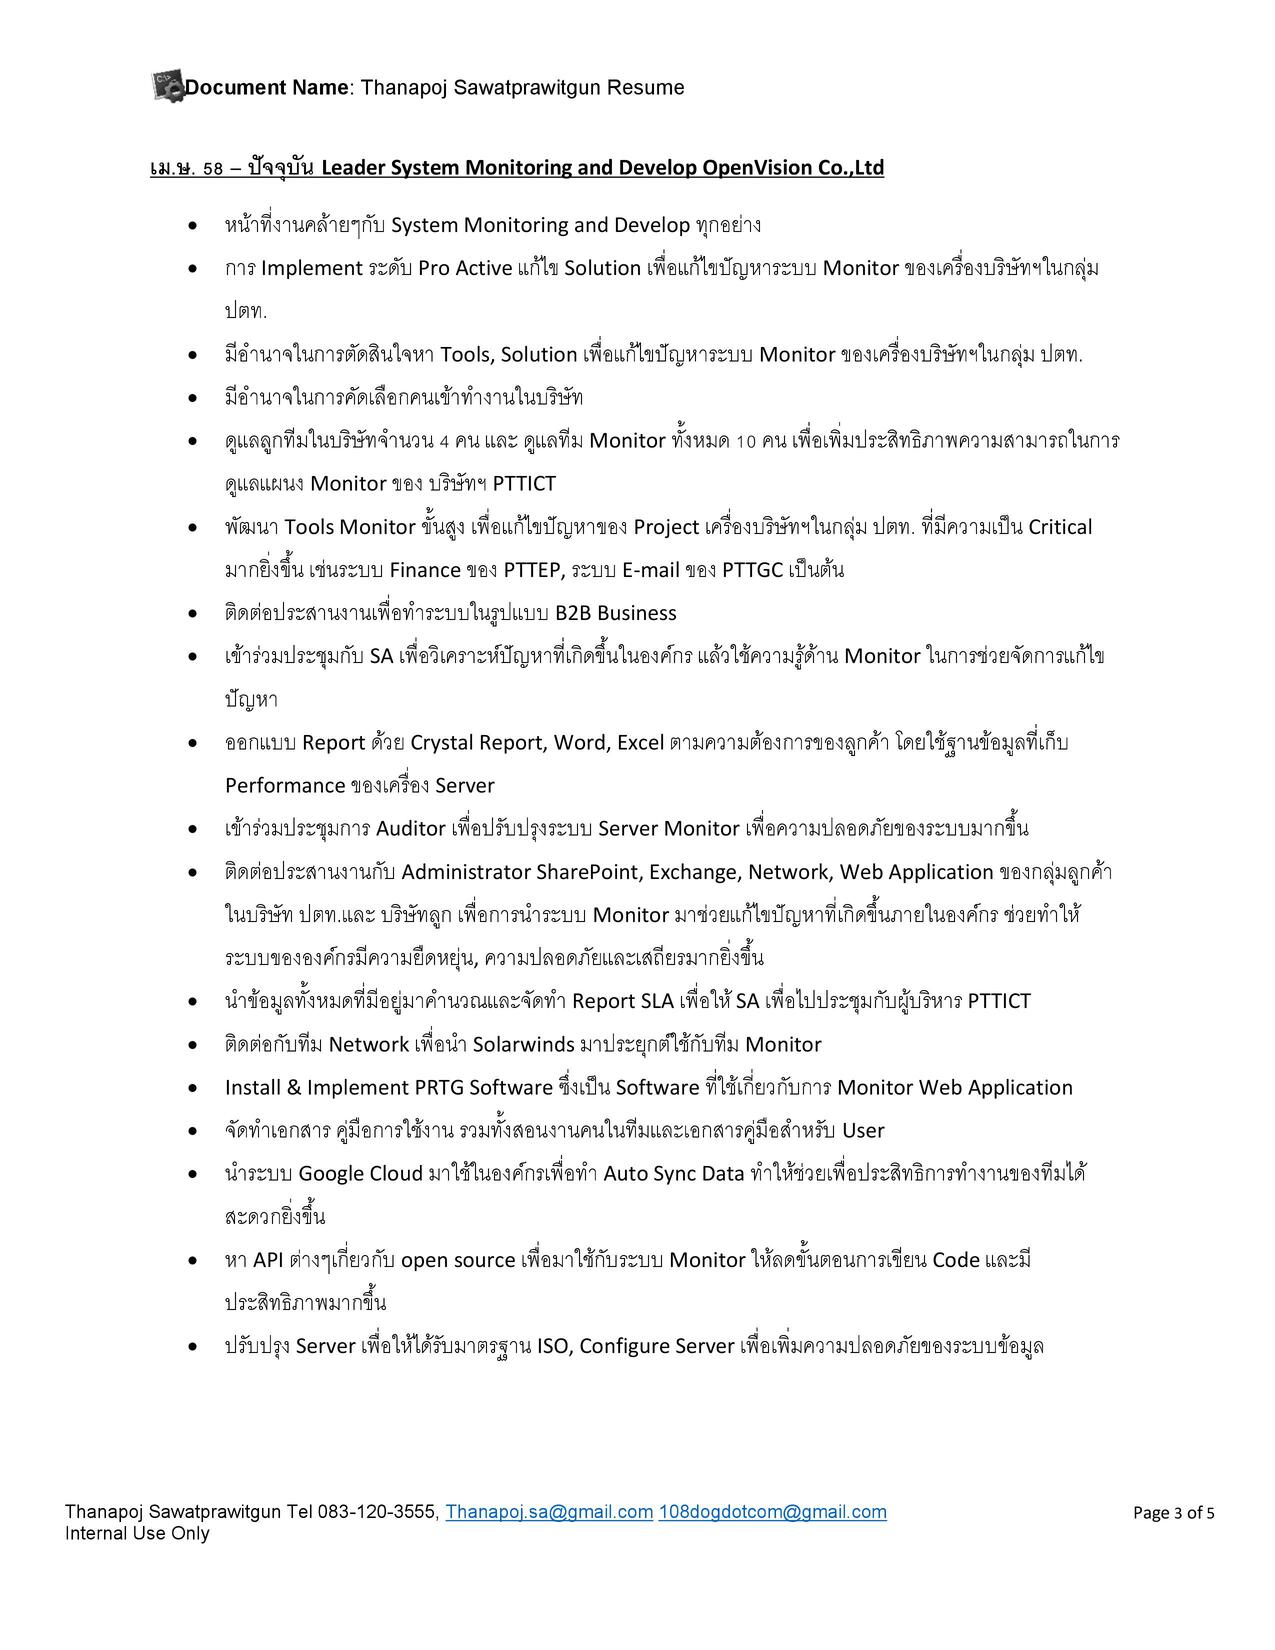 Document Name: Thanapoj Sawatprawitgun Resume
เม.ษ. 58 – ปัจจุบัน Leader System Monitoring and Develop OpenVision Co.,Ltd
• หน้าที่งานคล้ายๆกับ System Monitoring and Develop ทุกอย่าง
• การ Implement ระดับ Pro Active แก้ไข Solution เพื่อแก้ไขปัญหาระบบ Monitor ของเครื่องบริษัทฯในกลุ่ม
ปตท.
• มีอำนาจในการตัดสินใจหา Tools, Solution เพื่อแก้ไขปัญหาระบบ Monitor ของเครื่องบริษัทฯในกลุ่ม ปตท.
• มีอำนาจในการคัดเลือกคนเข้าทำงานในบริษัท
• ดูแลลูกทีมในบริษัทจำนวน 4 คน และ ดูแลทีม Monitor ทั้งหมด 10 คน เพื่อเพิ่มประสิทธิภาพความสามารถในการ
ดูแลแผนง Monitor ของ บริษัทฯ PTTICT
• พัฒนา Tools Monitor ขั้นสูง เพื่อแก้ไขปัญหาของ Project เครื่องบริษัทฯในกลุ่ม ปตท. ที่มีความเป็น Critical
มากยิ่งขึ้น เช่นระบบ Finance ของ PTTEP, ระบบ E-mail ของ PTTGC เป็นต้น
• ติดต่อประสานงานเพื่อทำระบบในรูปแบบ B2B Business
• เข้าร่วมประชุมกับ SA เพื่อวิเคราะห์ปัญหาที่เกิดขึ้นในองค์กร แล้วใช้ความรู้ด้าน Monitor ในการช่วยจัดการแก้ไข
ปัญหา
• ออกแบบ Report ด้วย Crystal Report, Word, Excel ตามความต้องการของลูกค้า โดยใช้ฐานข้อมูลที่เก็บ
Performance ของเครื่อง Server
• เข้าร่วมประชุมการ Auditor เพื่อปรับปรุงระบบ Server Monitor เพื่อความปลอดภัยของระบบมากขึ้น
• ติดต่อประสานงานกับ Administrator SharePoint, Exchange, Network, Web Application ของกลุ่มลูกค้า
ในบริษัท ปตท.และ บริษัทลูก เพื่อการนำระบบ Monitor มาช่วยแก้ไขปัญหาที่เกิดขึ้นภายในองค์กร ช่วยทำให้
ระบบขององค์กรมีความยืดหยุ่น, ความปลอดภัยและเสถียรมากยิ่งขึ้น
• นำข้อมูลทั้งหมดที่มีอยู่มาคำนวณและจัดทำ Report SLA เพื่อให้ SA เพื่อไปประชุมกับผู้บริหาร PTTICT
• ติดต่อกับทีม Network เพื่อนำ Solarwinds มาประยุกต์ใช้กับทีม Monitor
• Install & Implement PRTG Software ซึ่งเป็น Software ที่ใช้เกี่ยวกับการ Monitor Web Application
• จัดทำเอกสาร คู่มือการใช้งาน รวมทั้งสอนงานคนในทีมและเอกสารคู่มือสำหรับ User
• นำระบบ Google Cloud มาใช้ในองค์กรเพื่อทำ Auto Sync Data ทำให้ช่วยเพื่อประสิทธิการทำงานของทีมได้
สะดวกยิ่งขึ้น
• หา API ต่างๆเกี่ยวกับ open source เพื่อมาใช้กับระบบ Monitor ให้ลดขั้นตอนการเขียน Code และมี
ประสิทธิภาพมากขึ้น
• ปรับปรุง Server เพื่อให้ได้รับมาตรฐาน ISO, Configure Server เพื่อเพิ่มความปลอดภัยของระบบข้อมูล
Thanapoj Sawatprawitgun Tel 083-120-3555, Thanapoj.sa@gmail.com 108dogdotcom@gmail.com Page 3 of 5
Internal Use Only